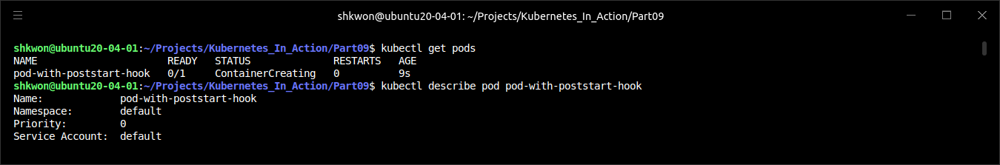 shkwon@ubuntu20-04-01: ~/Projects/Kubernetes_In_Action/Part09
shkwon@ubuntu20-04-01:~/Projects/Kubernetes_In_Action/Part09$ kubectl get pods
NAME                      READY   STATUS              RESTARTS   AGE
pod-with-poststart-hook   0/1     ContainerCreating   0          9s
shkwon@ubuntu20-04-01:~/Projects/Kubernetes_In_Action/Part09$ kubectl describe pod pod-with-poststart-hook
Name:             pod-with-poststart-hook
Namespace:        default
Priority:         0
Service Account:  default